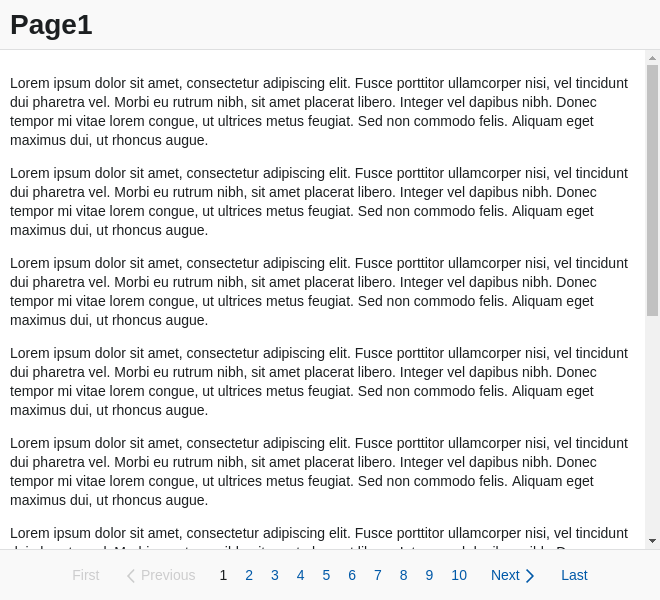 Page1
Lorem ipsum dolor sit amet, consectetur adipiscing elit. Fusce porttitor ullamcorper nisi, vel tincidunt
dui pharetra vel. Morbi eu rutrum nibh, sit amet placerat libero. Integer vel dapibus nibh. Donec
tempor mi vitae lorem congue, ut ultrices metus feugiat. Sed non commodo felis. Aliquam eget
maximus dui, ut rhoncus augue.
Lorem ipsum dolor sit amet, consectetur adipiscing elit. Fusce porttitor ullamcorper nisi, vel tincidunt
dui pharetra vel. Morbi eu rutrum nibh, sit amet placerat libero. Integer vel dapibus nibh. Donec
tempor mi vitae lorem congue, ut ultrices metus feugiat. Sed non commodo felis. Aliquam eget
maximus dui, ut rhoncus augue.
Lorem ipsum dolor sit amet, consectetur adipiscing elit. Fusce porttitor ullamcorper nisi, vel tincidunt
dui pharetra vel. Morbi eu rutrum nibh, sit amet placerat libero. Integer vel dapibus nibh. Donec
tempor mi vitae lorem congue, ut ultrices metus feugiat. Sed non commodo felis. Aliquam eget
maximus dui, ut rhoncus augue.
Lorem ipsum dolor sit amet, consectetur adipiscing elit. Fusce porttitor ullamcorper nisi, vel tincidunt
dui pharetra vel. Morbi eu rutrum nibh, sit amet placerat libero. Integer vel dapibus nibh. Donec
tempor mi vitae lorem congue, ut ultrices metus feugiat. Sed non commodo felis. Aliquam eget
maximus dui, ut rhoncus augue.
Lorem ipsum dolor sit amet, consectetur adipiscing elit. Fusce porttitor ullamcorper nisi, vel tincidunt
dui pharetra vel. Morbi eu rutrum nibh, sit amet placerat libero. Integer vel dapibus nibh. Donec
tempor mi vitae lorem congue, ut ultrices metus feugiat. Sed non commodo felis. Aliquam eget
maximus dui, ut rhoncus augue.
Lorem ipsum dolor sit amet, consectetur adipiscing elit. Fusce porttitor ullamcorper nisi, vel tincidunt
First Previous 1 2 3 4 5 6 7 8 9 10 Next Last